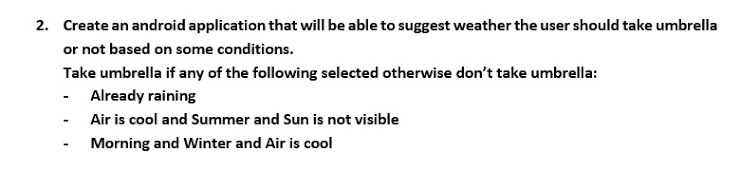 2. Create an android application that will be able to suggest weather the user should take umbrella
or not based on some conditions.
Take umbrella if any of the following selected otherwise don't take umbrella:
- Already raining
- Air is cool and Summer and Sun is not visible
- Morning and Winter and Air is cool